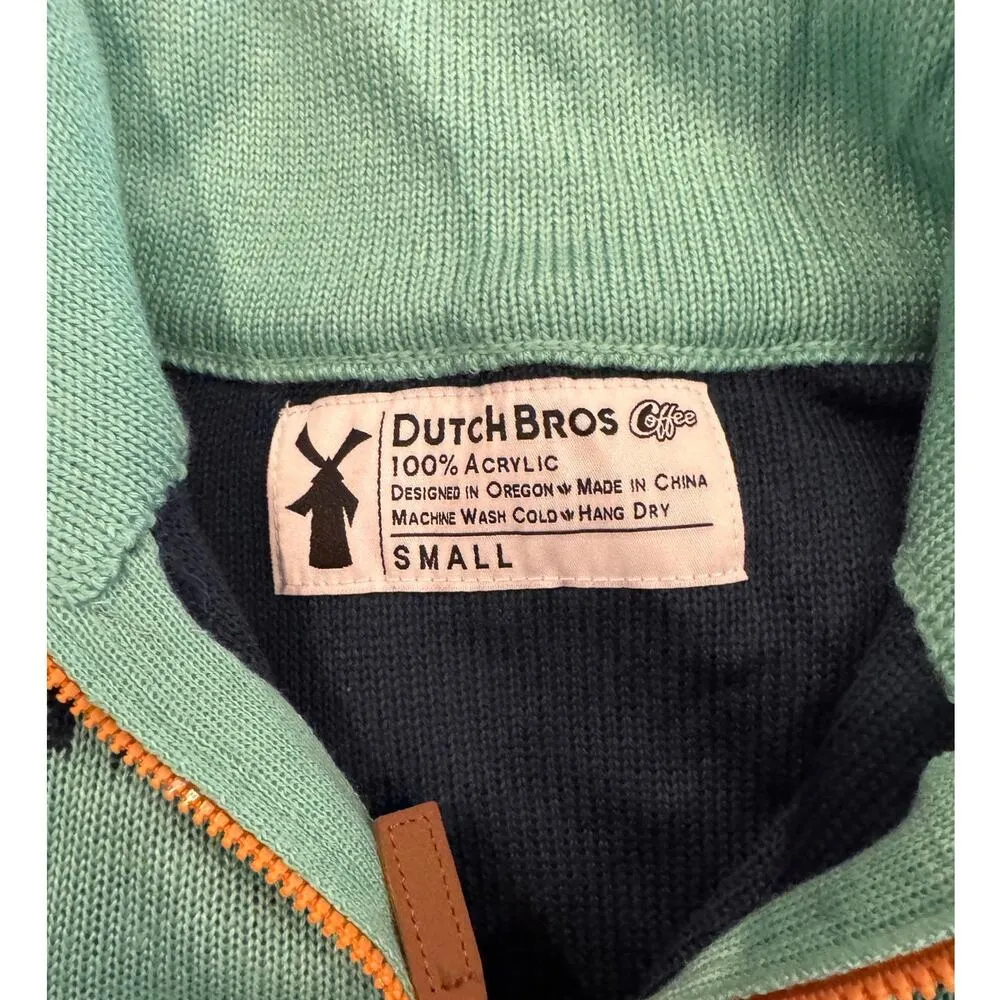 DUTCH BROS Coffee
100% ACRYLIC
DESIGNED IN OREGON MADE IN CHINA
MACHINE WASH COLD HANG DRY
SMALL